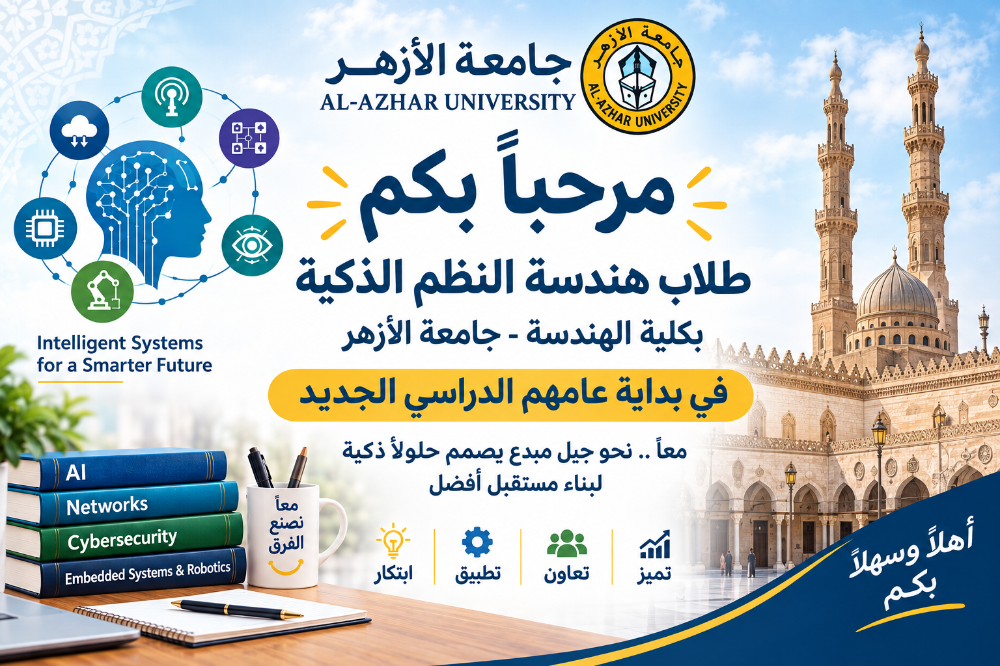 جامعة الأزهـر
AL-AZHAR UNIVERSITY
جامعة الأزهـر
AL-AZHAR UNIVERSITY
مرحباً بكم
طلاب هندسة النظم الذكية
بكلية الهندسة - جامعة الأزهر
في بداية عامهم الدراسي الجديد
معاً .. نحو جيل مبدع يصمم حلولاً ذكية
لبناء مستقبل أفضل
تميز
تعاون
تطبيق
ابتكار
Intelligent Systems
for a Smarter Future
AI
Networks
Cybersecurity
Embedded Systems & Robotics
معاً
نصنع
الفرق
أهلاً وسهلاً
بكم